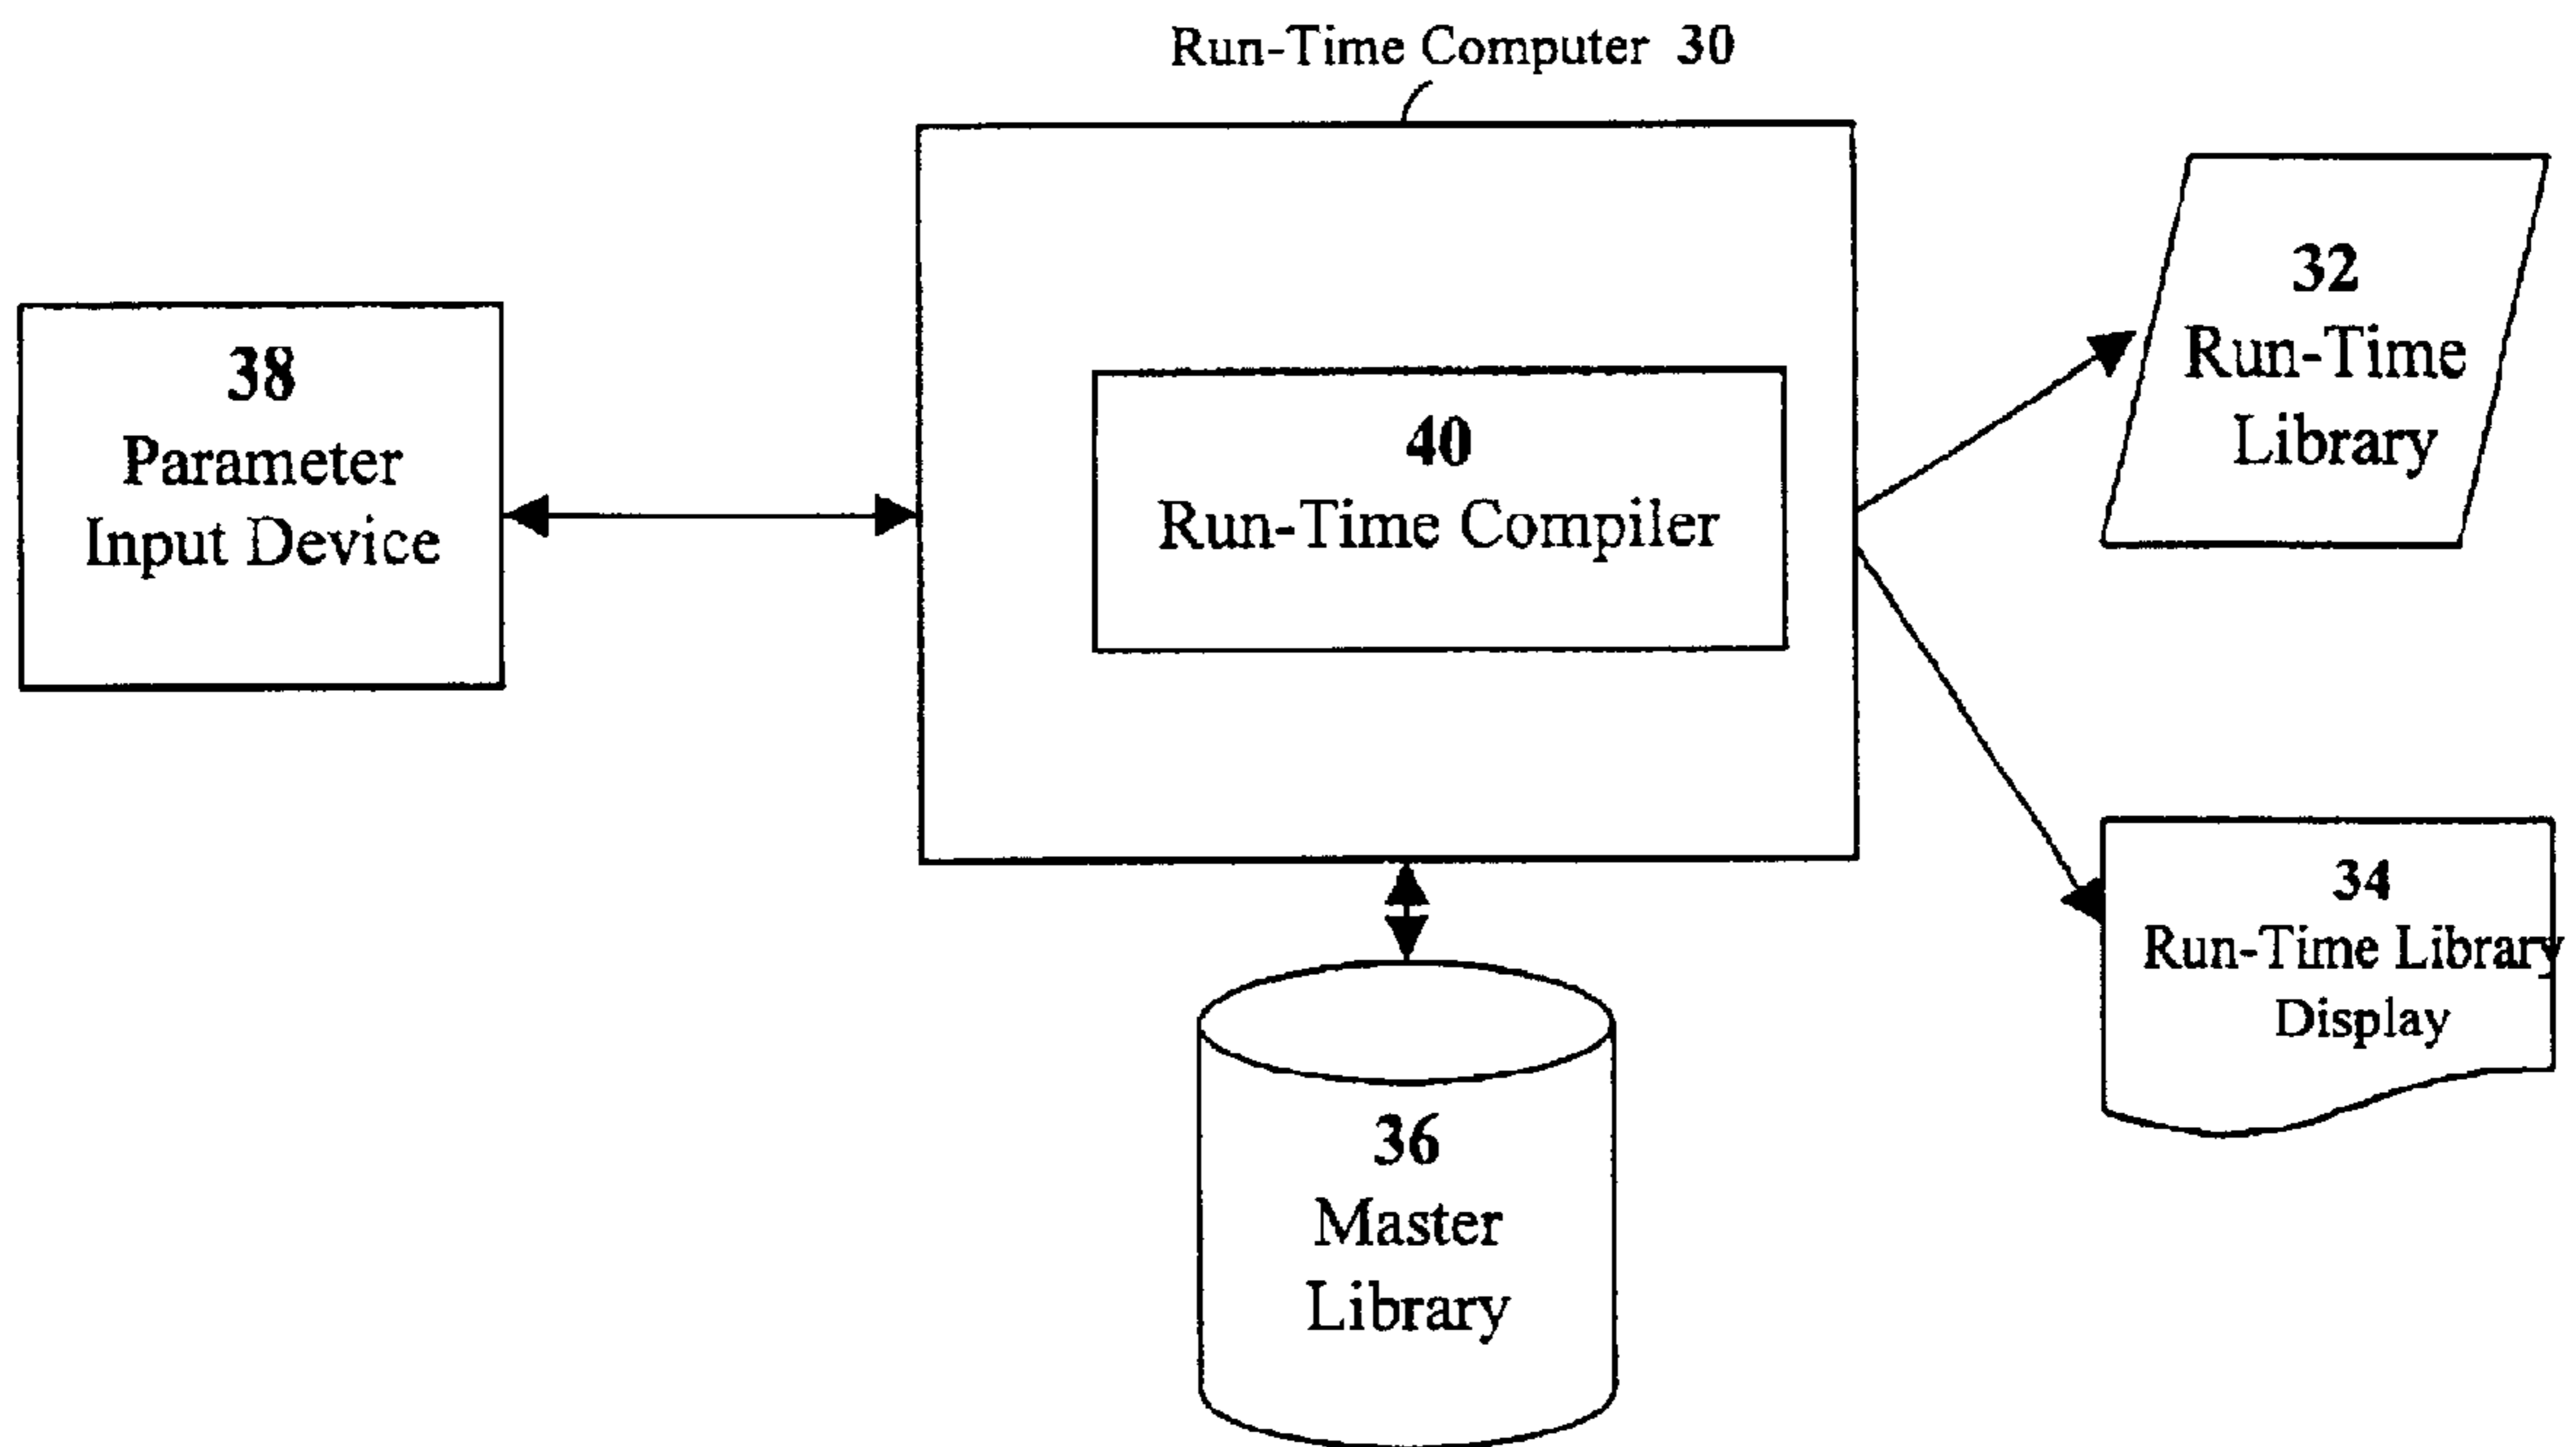 Run-Time Computer 30
38
Parameter
Input Device
40
Run-Time Compiler
32
Run-Time
Library
34
Run-Time Library
Display
36
Master
Library